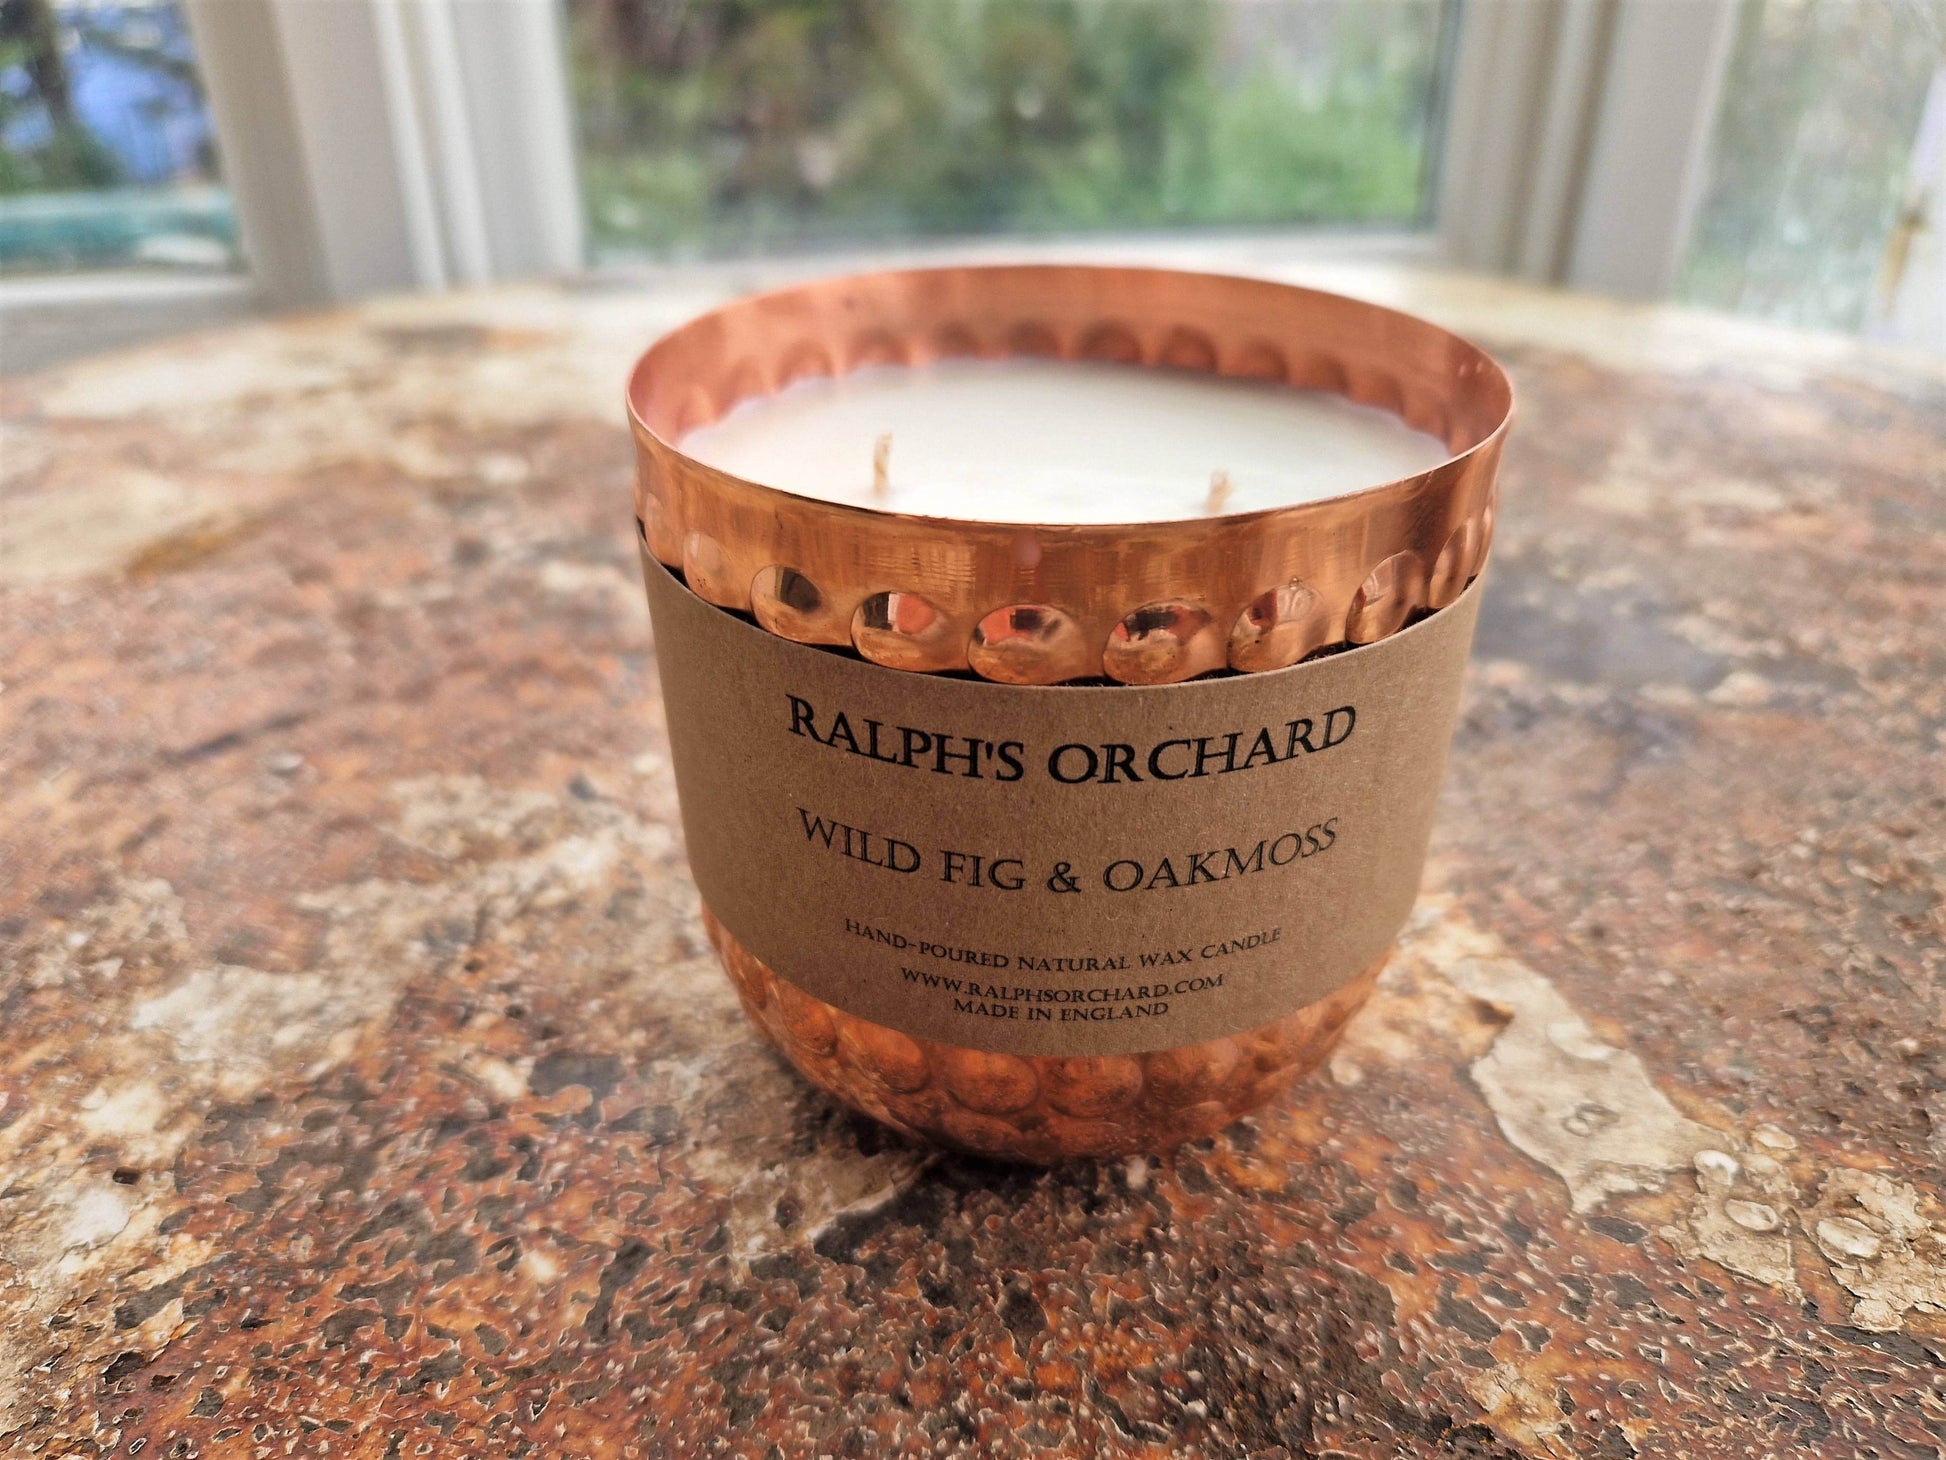 RALPH'S ORCHARD
WILD FIG & OAKMOSS
HAND-POURED NATURAL WAX CANDLE
WWW.RALPHSORCHARD.COM
MADE IN ENGLAND